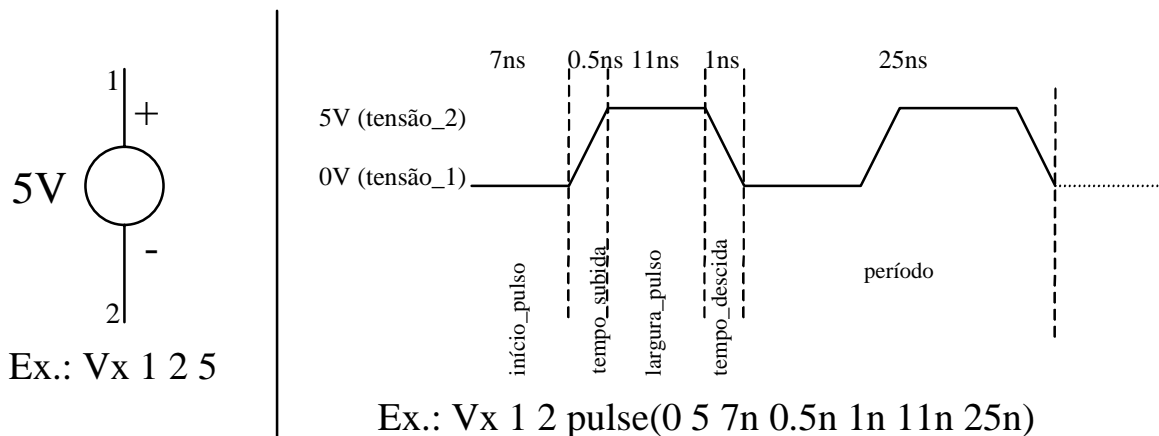 1
+
5V
-
2
Ex.: Vx 1 2 5
7ns 0.5ns 11ns 1ns 25ns
5V (tensão_2)
0V (tensão_1)
início_pulso
tempo_subida
largura_pulso
tempo_descida
período
Ex.: Vx 1 2 pulse(0 5 7n 0.5n 1n 11n 25n)